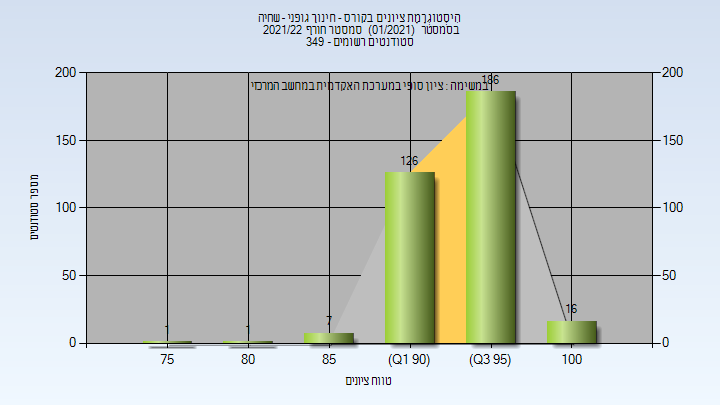 היסטוגרמת ציונים בקורס - חינוך גופני - שחיה
בסמסטר (01/2021) סמסטר חורף 2021/22
סטודנטים רשומים - 349
במשימה : ציון סופי במערכת האקדמית במחשב המרכזי
200
150
100
50
0
200
150
100
50
0
מספר סטודנטים
1
1
7
126
186
16
75
80
85
(Q1 90)
(Q3 95)
100
טווח ציונים